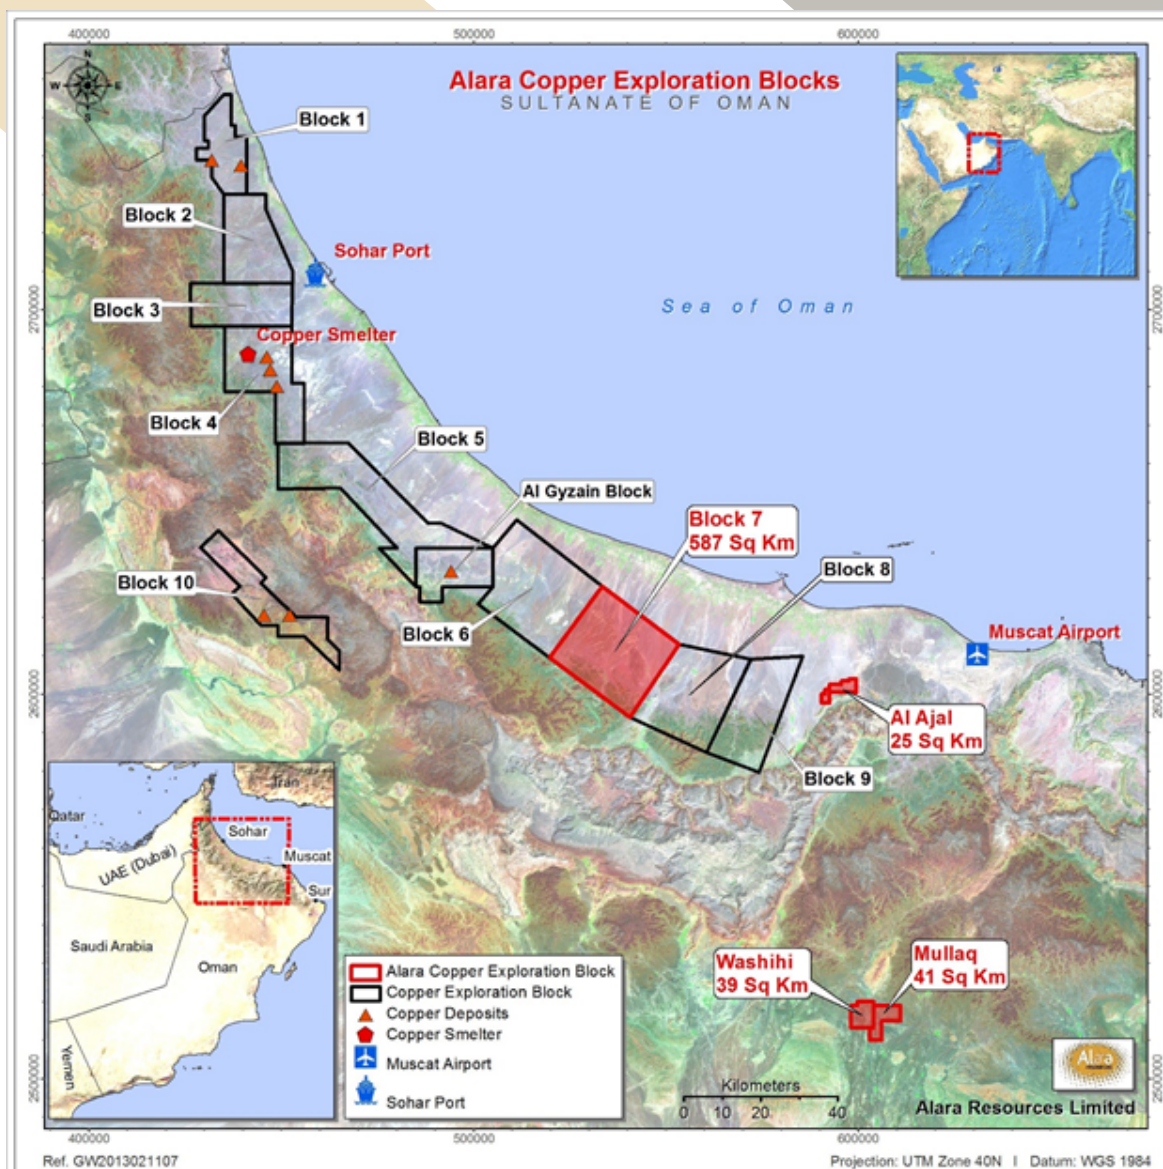 400000
500000
600000
N
W
E
S
Alara Copper Exploration Blocks
SULTANATE OF OMAN
Block 1
Block 2
Sohar Port
Block 3
Sea of Oman
2700000
2700000
Copper Smelter
Block 4
Block 5
Al Gyzain Block
Block 7
587 Sq Km
Block 8
Block 10
Block 6
Muscat Airport
2600000
2600000
Al Ajal
25 Sq Km
Block 9
Iran
Qatar
Sohar
UAE (Dubai)
Muscat
Sur
Saudi Arabia
Oman
Yemen
Washihi
39 Sq Km
Mullaq
41 Sq Km
Alara Copper Exploration Block
Copper Exploration Block
Copper Deposits
Copper Smelter
Muscat Airport
Sohar Port
Kilometers
0 10 20 40
Alara
Alara Resources Limited
2500000
2500000
400000
500000
600000
Ref. GW2013021107
Projection: UTM Zone 40N I Datum: WGS 1984